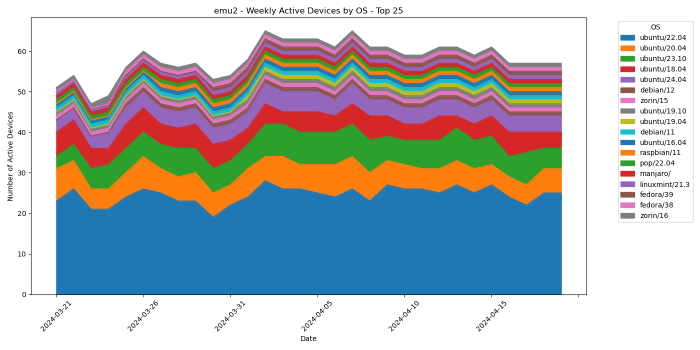 emu2 - Weekly Active Devices by OS - Top 25
Number of Active Devices
60
50
40
30
20
10
0
2024-03-21
2024-03-26
2024-03-31
2024-04-05
2024-04-10
2024-04-15
Date
OS
ubuntu/22.04
ubuntu/20.04
ubuntu/23.10
ubuntu/18.04
ubuntu/24.04
debian/12
zorin/15
ubuntu/19.10
ubuntu/19.04
debian/11
ubuntu/16.04
raspbian/11
pop/22.04
manjaro/
linuxmint/21.3
fedora/39
fedora/38
zorin/16